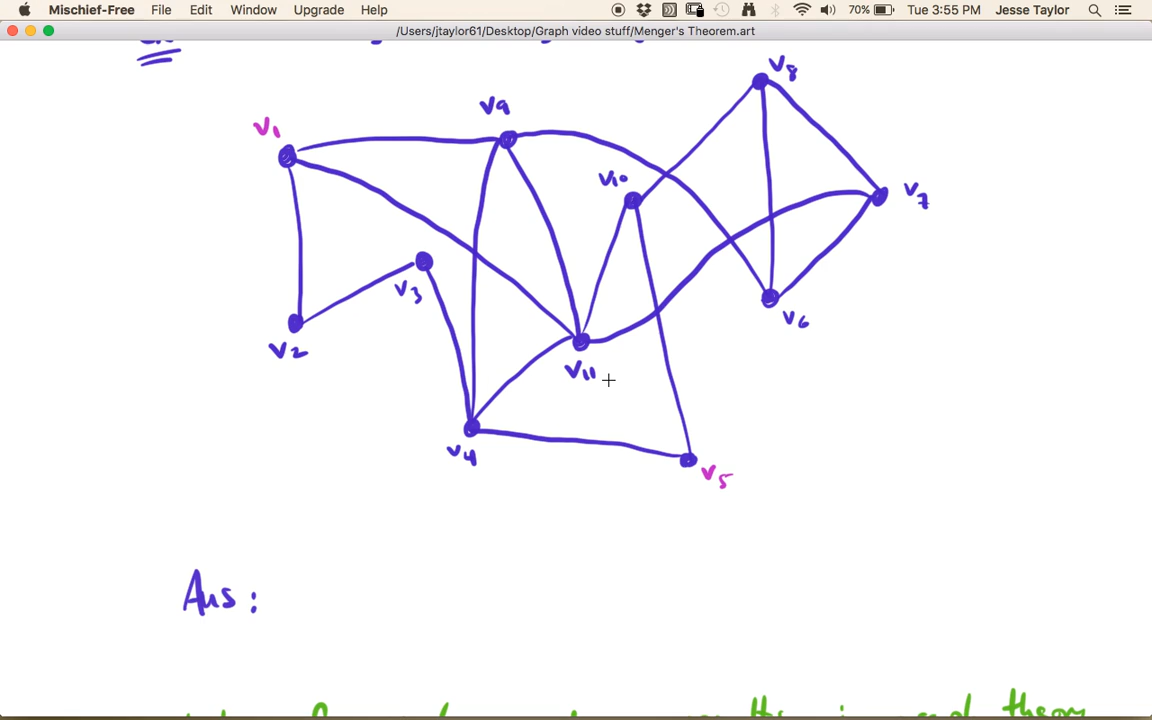 Mischief-Free File Edit Window Upgrade Help 70% Tue 3:55 PM Jesse Taylor
/Users/jtaylor61/Desktop/Graph video stuff/Menger's Theorem.art
v8
v9
v1
v10
v7
v3
v6
v2
v11
v4
v5
Ans:
theory